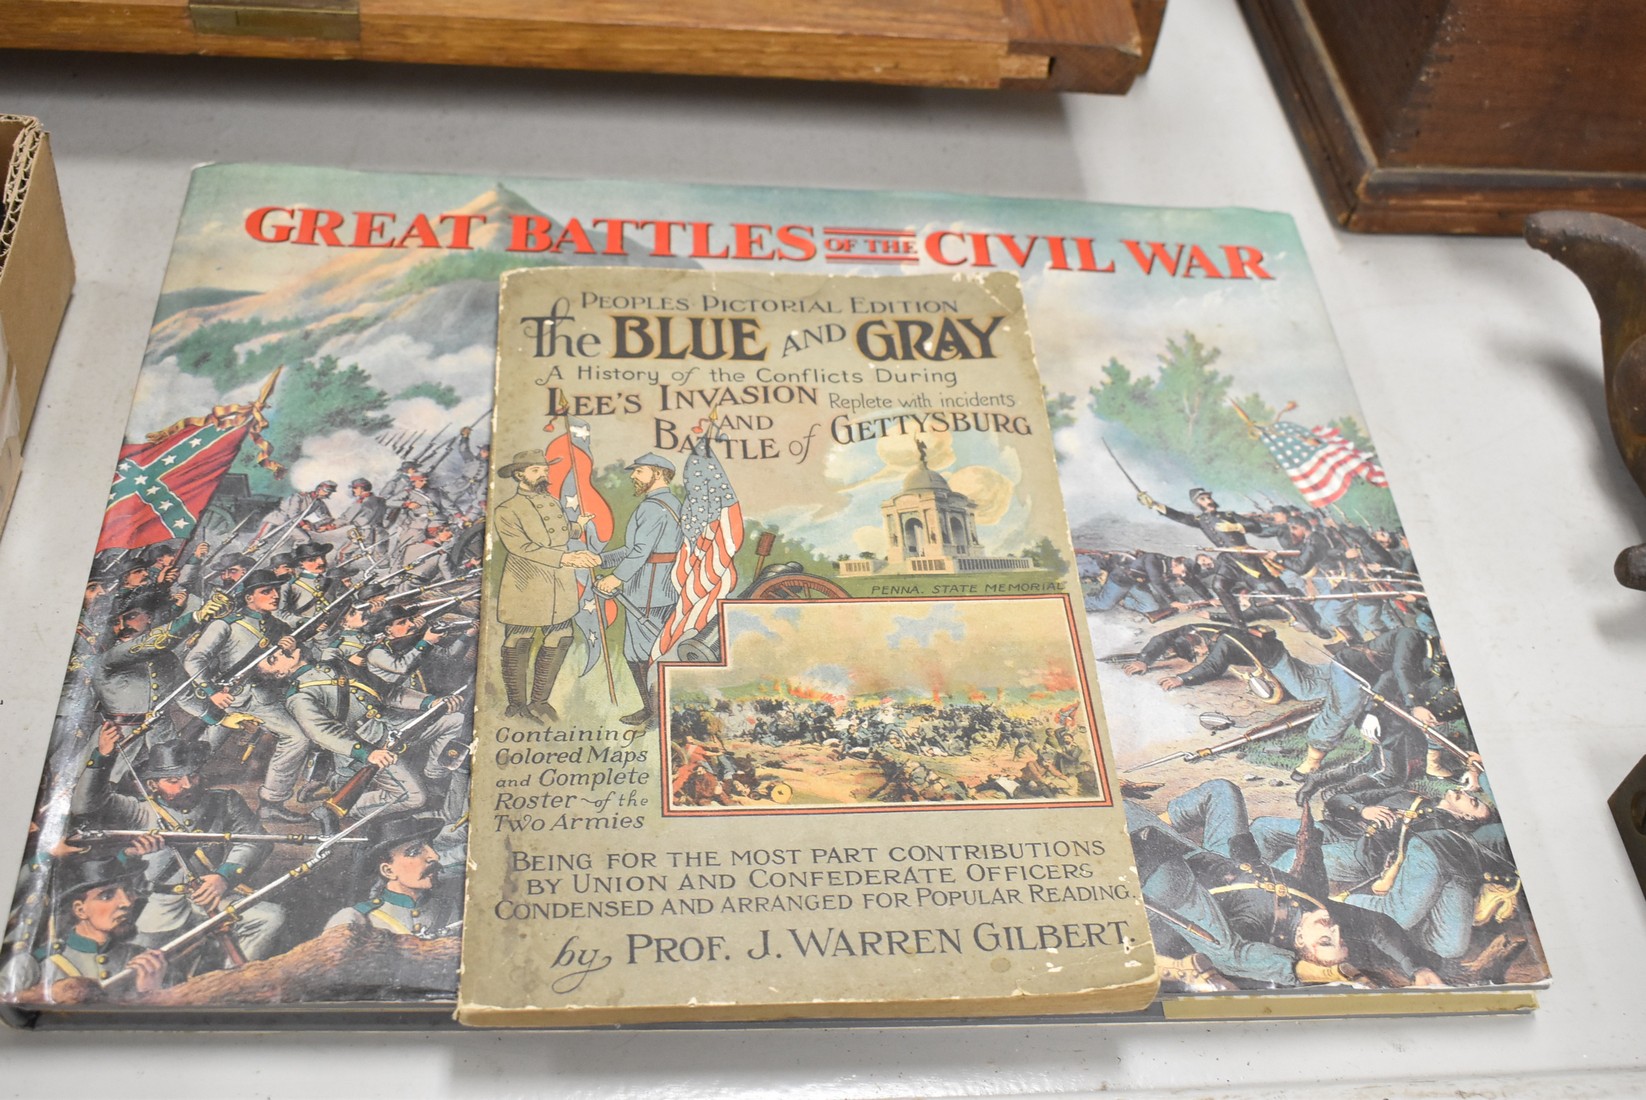 GREAT BATTLES OF THE CIVIL WAR
PEOPLES PICTORIAL EDITION
The BLUE AND GRAY
A History of the Conflicts During
LEE'S INVASION Replete with incidents
AND
BATTLE of GETTYSBURG
PENNA. STATE MEMORIAL
Containing
Colored Maps
and Complete
Roster of the
Two Armies
BEING FOR THE MOST PART CONTRIBUTIONS
BY UNION AND CONFEDERATE OFFICERS
CONDENSED AND ARRANGED FOR POPULAR READING.
by PROF. J. WARREN GILBERT.